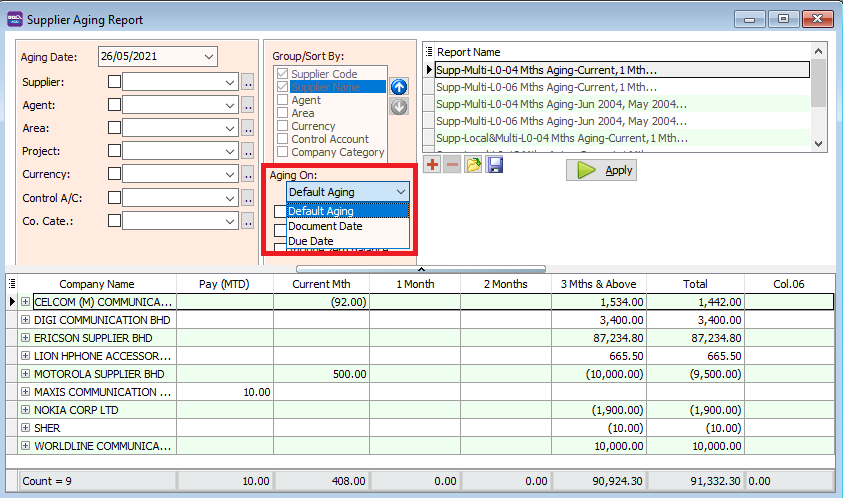 Supplier Aging Report
Aging Date: 26/05/2021
Supplier:
Agent:
Area:
Project:
Currency:
Control A/C:
Co. Cate.:
Group/Sort By:
Supplier Code
Supplier Name
Agent
Area
Currency
Control Account
Company Category
Aging On:
Default Aging
Default Aging
Document Date
Due Date
Report Name
Supp-Multi-L0-04 Mths Aging-Current,1 Mth...
Supp-Multi-L0-06 Mths Aging-Current,1 Mth...
Supp-Multi-L0-04 Mths Aging-Jun 2004, May 2004...
Supp-Multi-L0-06 Mths Aging-Jun 2004, May 2004...
Supp-Local&Multi-L0-04 Mths Aging-Current,1 Mth...
Apply
Company Name Pay (MTD) Current Mth 1 Month 2 Months 3 Mths & Above Total Col.06
CELCOM (M) COMMUNICA... (92.00) 1,534.00 1,442.00
DIGI COMMUNICATION BHD 3,400.00 3,400.00
ERICSON SUPPLIER BHD 87,234.80 87,234.80
LION HPHONE ACCESSOR... 665.50 665.50
MOTOROLA SUPPLIER BHD 500.00 (10,000.00) (9,500.00)
MAXIS COMMUNICATION ... 10.00
NOKIA CORP LTD (1,900.00) (1,900.00)
SHER (10.00) (10.00)
WORLDLINE COMMUNICA... 10,000.00 10,000.00
Count = 9 10.00 408.00 0.00 0.00 90,924.30 91,332.30 0.00